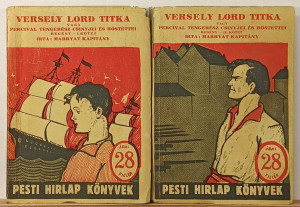 VERSELY LORD TITKA
VAGY
PERCIVAL TENGERÉSZ CSINYJEI ÉS HŐSTETTEI
REGÉNY – I. KÖTET
IRTA: MARRYAT KAPITÁNY
ÁRA:
28
FILLÉR
PESTI HIRLAP KÖNYVEK
VERSELY LORD TITKA
VAGY
PERCIVAL TENGERÉSZ CSINYJEI ÉS HŐSTETTEI
REGÉNY – II. KÖTET
IRTA: MARRYAT KAPITÁNY
ÁRA:
28
FILLÉR
PESTI HIRLAP KÖNYVEK